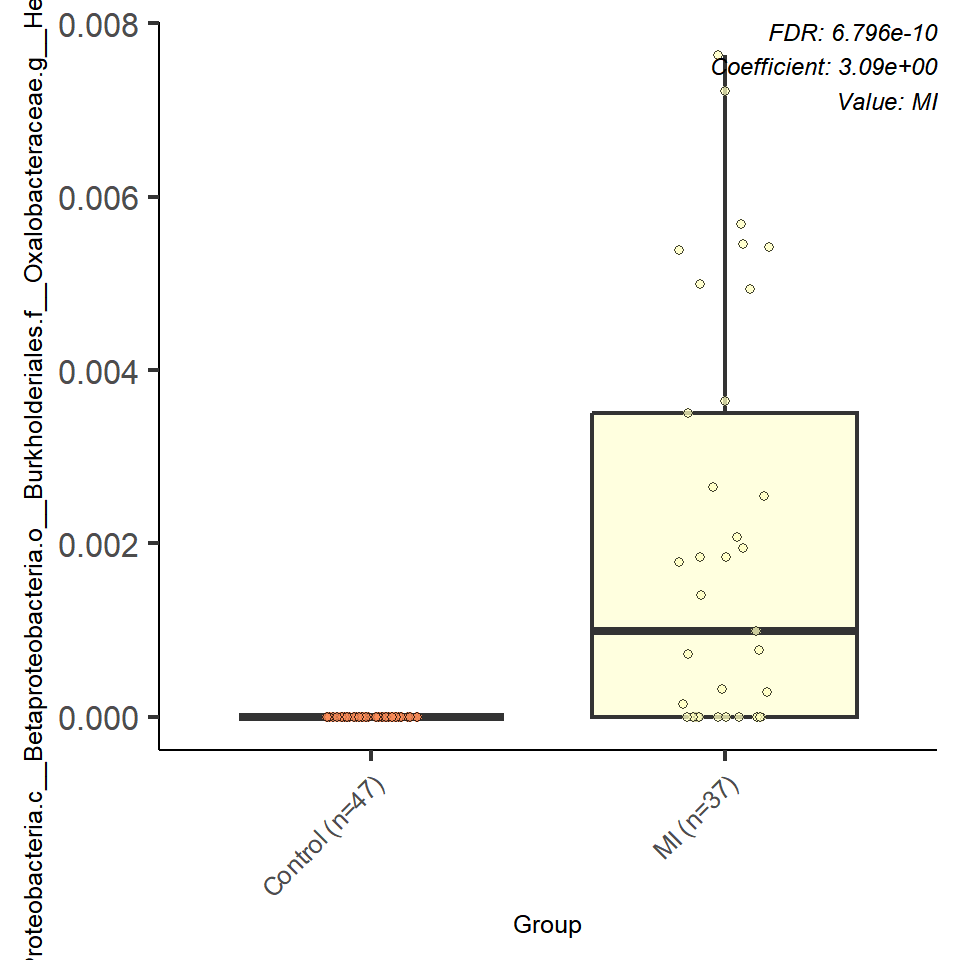 roteobacteria.c__Betaproteobacteria.o__Burkholderiales.f__Oxalobacteraceae.g__He
0.008
0.006
0.004
0.002
0.000
FDR: 6.796e-10
Coefficient: 3.09e+00
Value: MI
Control (n=47)
MI (n=37)
Group